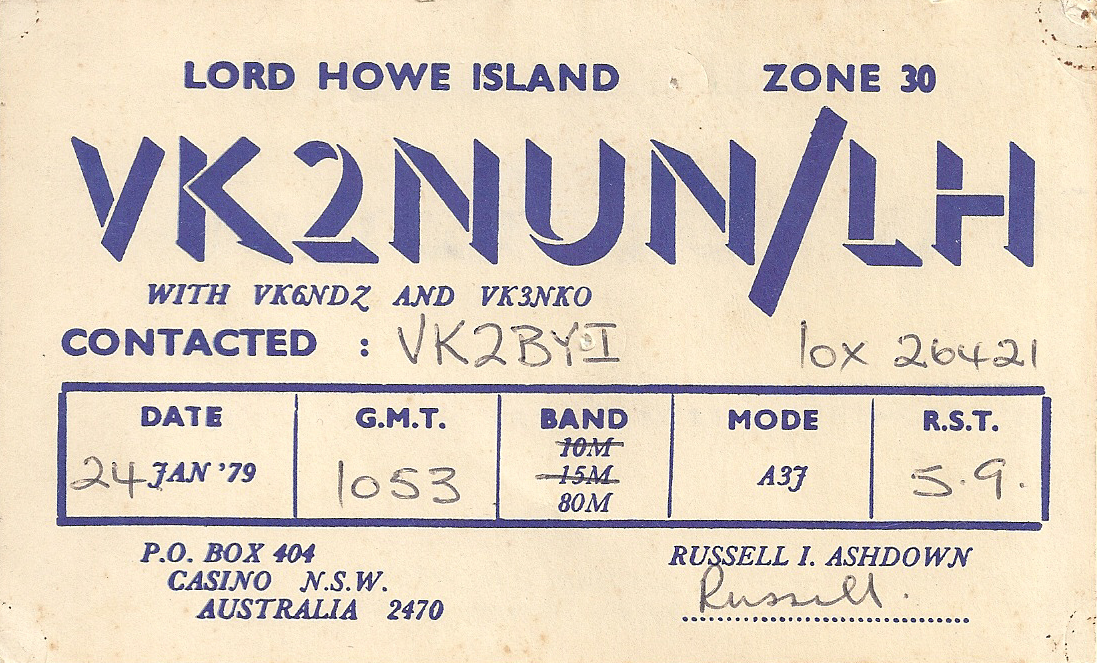 LORD HOWE ISLAND ZONE 30
VK2NUN/LH
WITH VK6NDZ AND VK3NKO
CONTACTED : VK2BYI lox 26421
DATE G.M.T. BAND MODE R.S.T.
10M
24 JAN '79 1053 15M A3J 5.9.
80M
P.O. BOX 404 RUSSELL I. ASHDOWN
CASINO N.S.W. Russell.
AUSTRALIA 2470